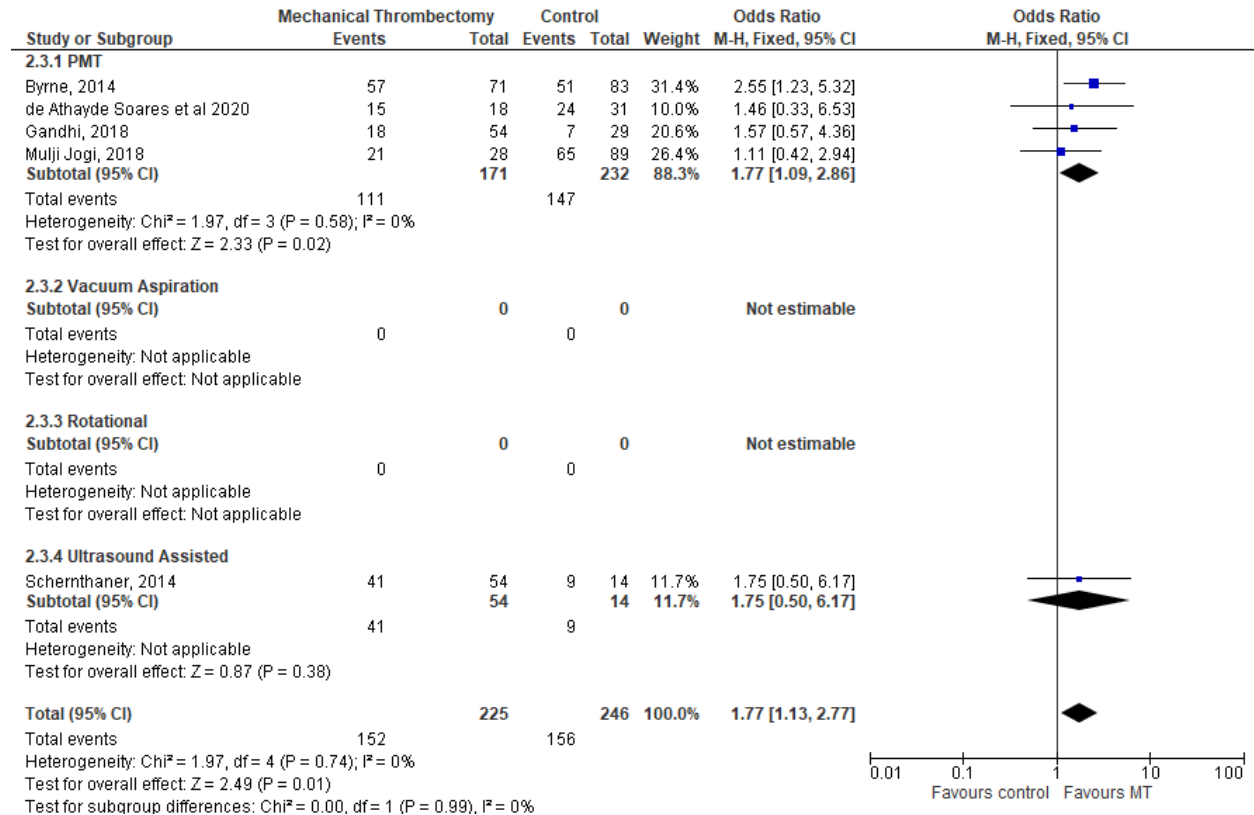 Mechanical Thrombectomy Control Odds Ratio Odds Ratio
Study or Subgroup Events Total Events Total Weight M-H, Fixed, 95% CI M-H, Fixed, 95% CI
2.3.1 PMT
Byrne, 2014 57 71 51 83 31.4% 2.55 [1.23, 5.32]
de Athayde Soares et al 2020 15 18 24 31 10.0% 1.46 [0.33, 6.53]
Gandhi, 2018 18 54 7 29 20.6% 1.57 [0.57, 4.36]
Mulji Jogi, 2018 21 28 65 89 26.4% 1.11 [0.42, 2.94]
Subtotal (95% CI) 171 232 88.3% 1.77 [1.09, 2.86]
Total events 111 147
Heterogeneity: Chi² = 1.97, df = 3 (P = 0.58); I² = 0%
Test for overall effect: Z = 2.33 (P = 0.02)
2.3.2 Vacuum Aspiration
Subtotal (95% CI) 0 0 Not estimable
Total events 0 0
Heterogeneity: Not applicable
Test for overall effect: Not applicable
2.3.3 Rotational
Subtotal (95% CI) 0 0 Not estimable
Total events 0 0
Heterogeneity: Not applicable
Test for overall effect: Not applicable
2.3.4 Ultrasound Assisted
Schernthaner, 2014 41 54 9 14 11.7% 1.75 [0.50, 6.17]
Subtotal (95% CI) 54 14 11.7% 1.75 [0.50, 6.17]
Total events 41 9
Heterogeneity: Not applicable
Test for overall effect: Z = 0.87 (P = 0.38)
Total (95% CI) 225 246 100.0% 1.77 [1.13, 2.77]
Total events 152 156
Heterogeneity: Chi² = 1.97, df = 4 (P = 0.74); I² = 0%
Test for overall effect: Z = 2.49 (P = 0.01)
Test for subgroup differences: Chi² = 0.00, df = 1 (P = 0.99), I² = 0%
0.01 0.1 1 10 100
Favours control Favours MT